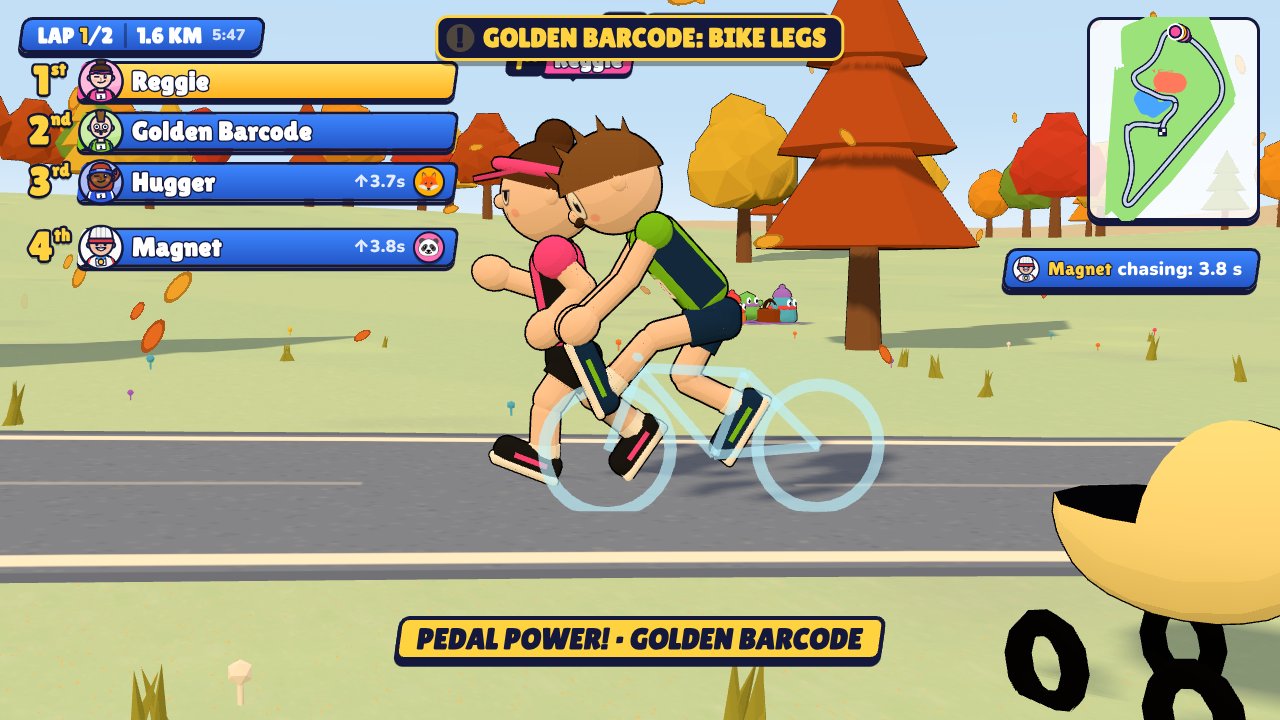 LAP 1/2 1.6 KM 5:47
GOLDEN BARCODE: BIKE LEGS
Reggie
1st Reggie
2nd Golden Barcode
3rd Hugger ↑3.7s
4th Magnet ↑3.8s
Magnet chasing: 3.8 s
PEDAL POWER! · GOLDEN BARCODE